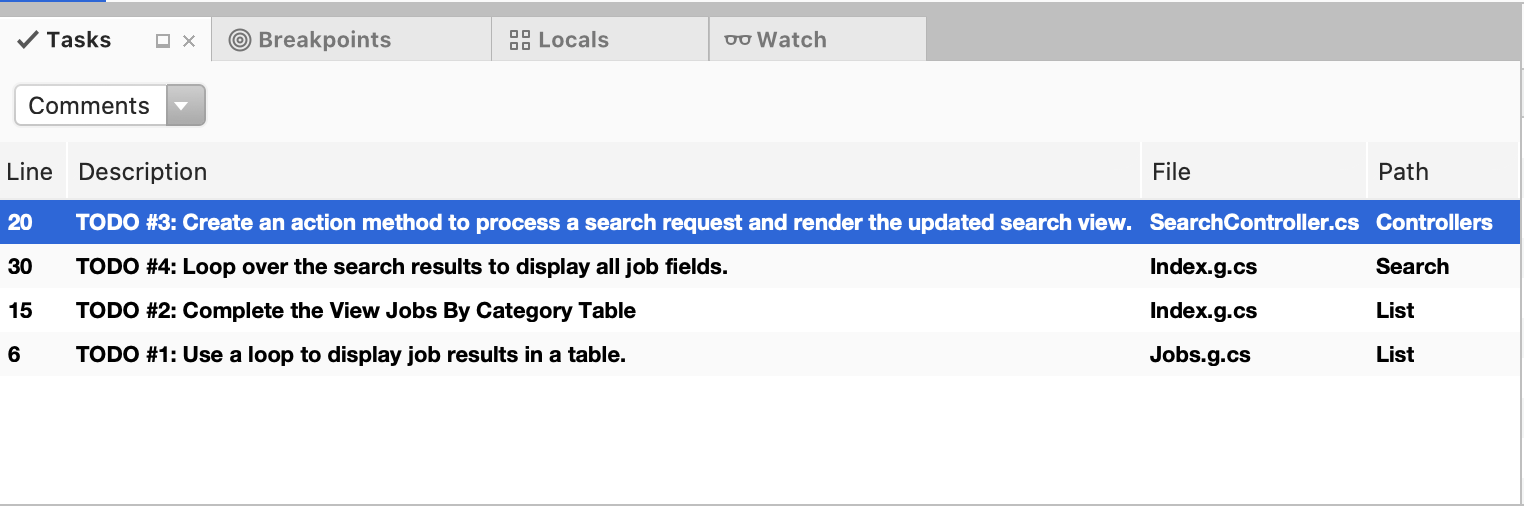 Tasks Breakpoints Locals Watch
Comments
Line Description File Path
20 TODO #3: Create an action method to process a search request and render the updated search view. SearchController.cs Controllers
30 TODO #4: Loop over the search results to display all job fields. Index.g.cs Search
15 TODO #2: Complete the View Jobs By Category Table Index.g.cs List
6 TODO #1: Use a loop to display job results in a table. Jobs.g.cs List